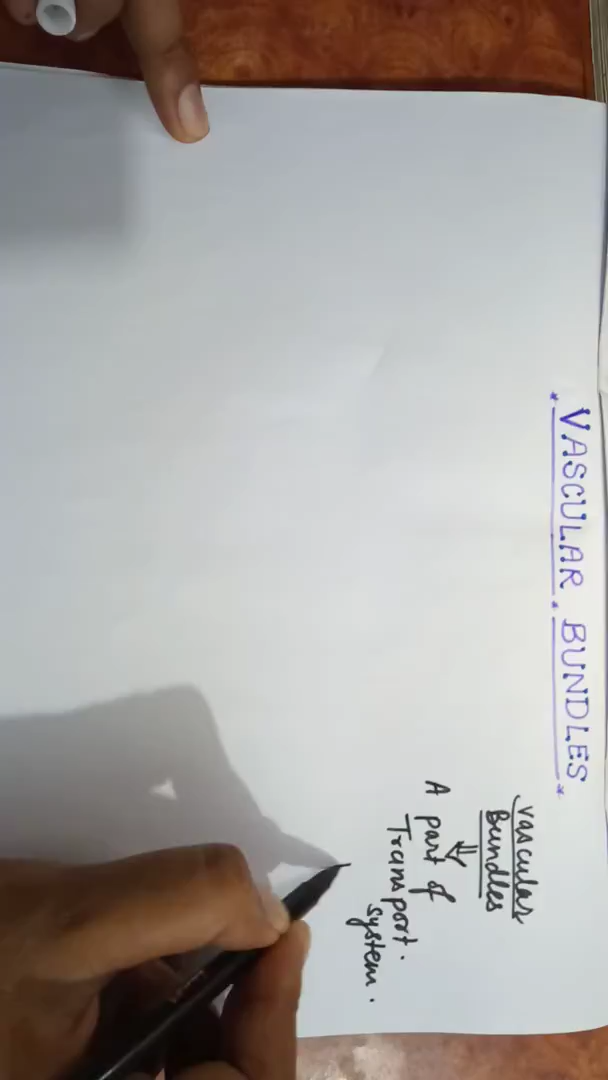 VASCULAR BUNDLES
Vascular
Bundles
⇓
A part of
Transport.
system.